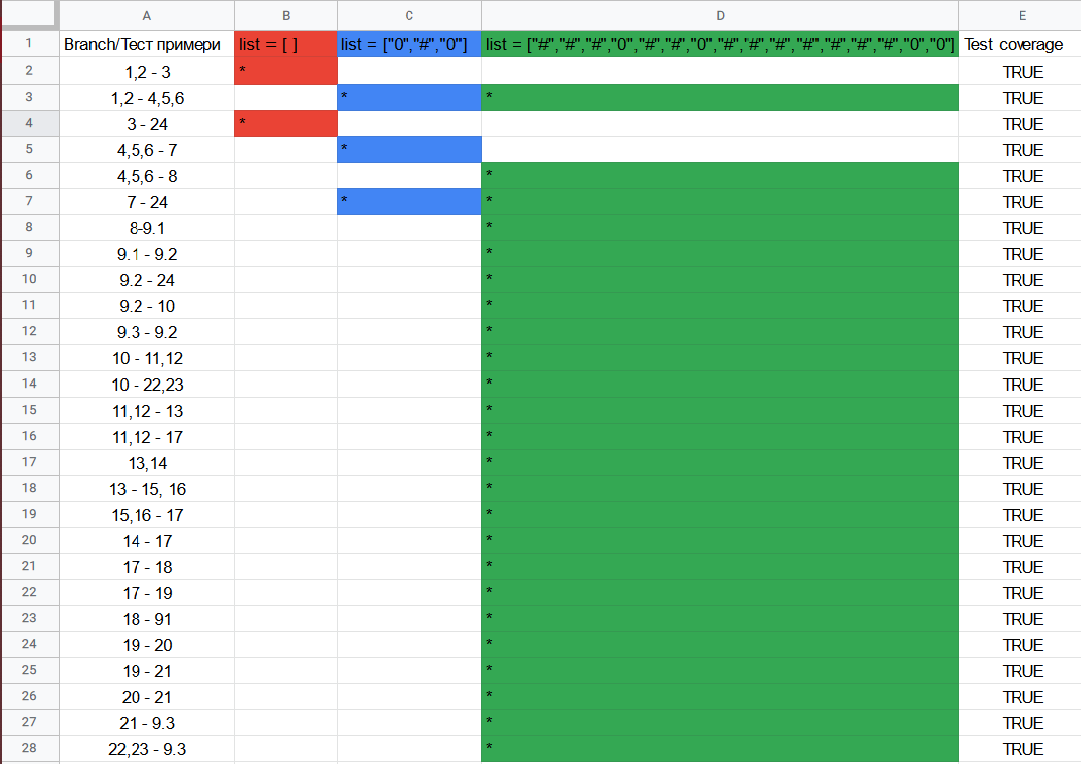 A B C D E
1 Branch/Тест примери list = [ ] list = ["0","#","0"] list = ["#","#","#","0","#","#","0","#","#","#","#","#","#","#","0","0"] Test coverage
2 1,2 - 3 * TRUE
3 1,2 - 4,5,6 * * TRUE
4 3 - 24 * TRUE
5 4,5,6 - 7 * TRUE
6 4,5,6 - 8 * TRUE
7 7 - 24 * * TRUE
8 8-9.1 * TRUE
9 9.1 - 9.2 * TRUE
10 9.2 - 24 * TRUE
11 9.2 - 10 * TRUE
12 9.3 - 9.2 * TRUE
13 10 - 11,12 * TRUE
14 10 - 22,23 * TRUE
15 11,12 - 13 * TRUE
16 11,12 - 17 * TRUE
17 13,14 * TRUE
18 13 - 15, 16 * TRUE
19 15,16 - 17 * TRUE
20 14 - 17 * TRUE
21 17 - 18 * TRUE
22 17 - 19 * TRUE
23 18 - 91 * TRUE
24 19 - 20 * TRUE
25 19 - 21 * TRUE
26 20 - 21 * TRUE
27 21 - 9.3 * TRUE
28 22,23 - 9.3 * TRUE